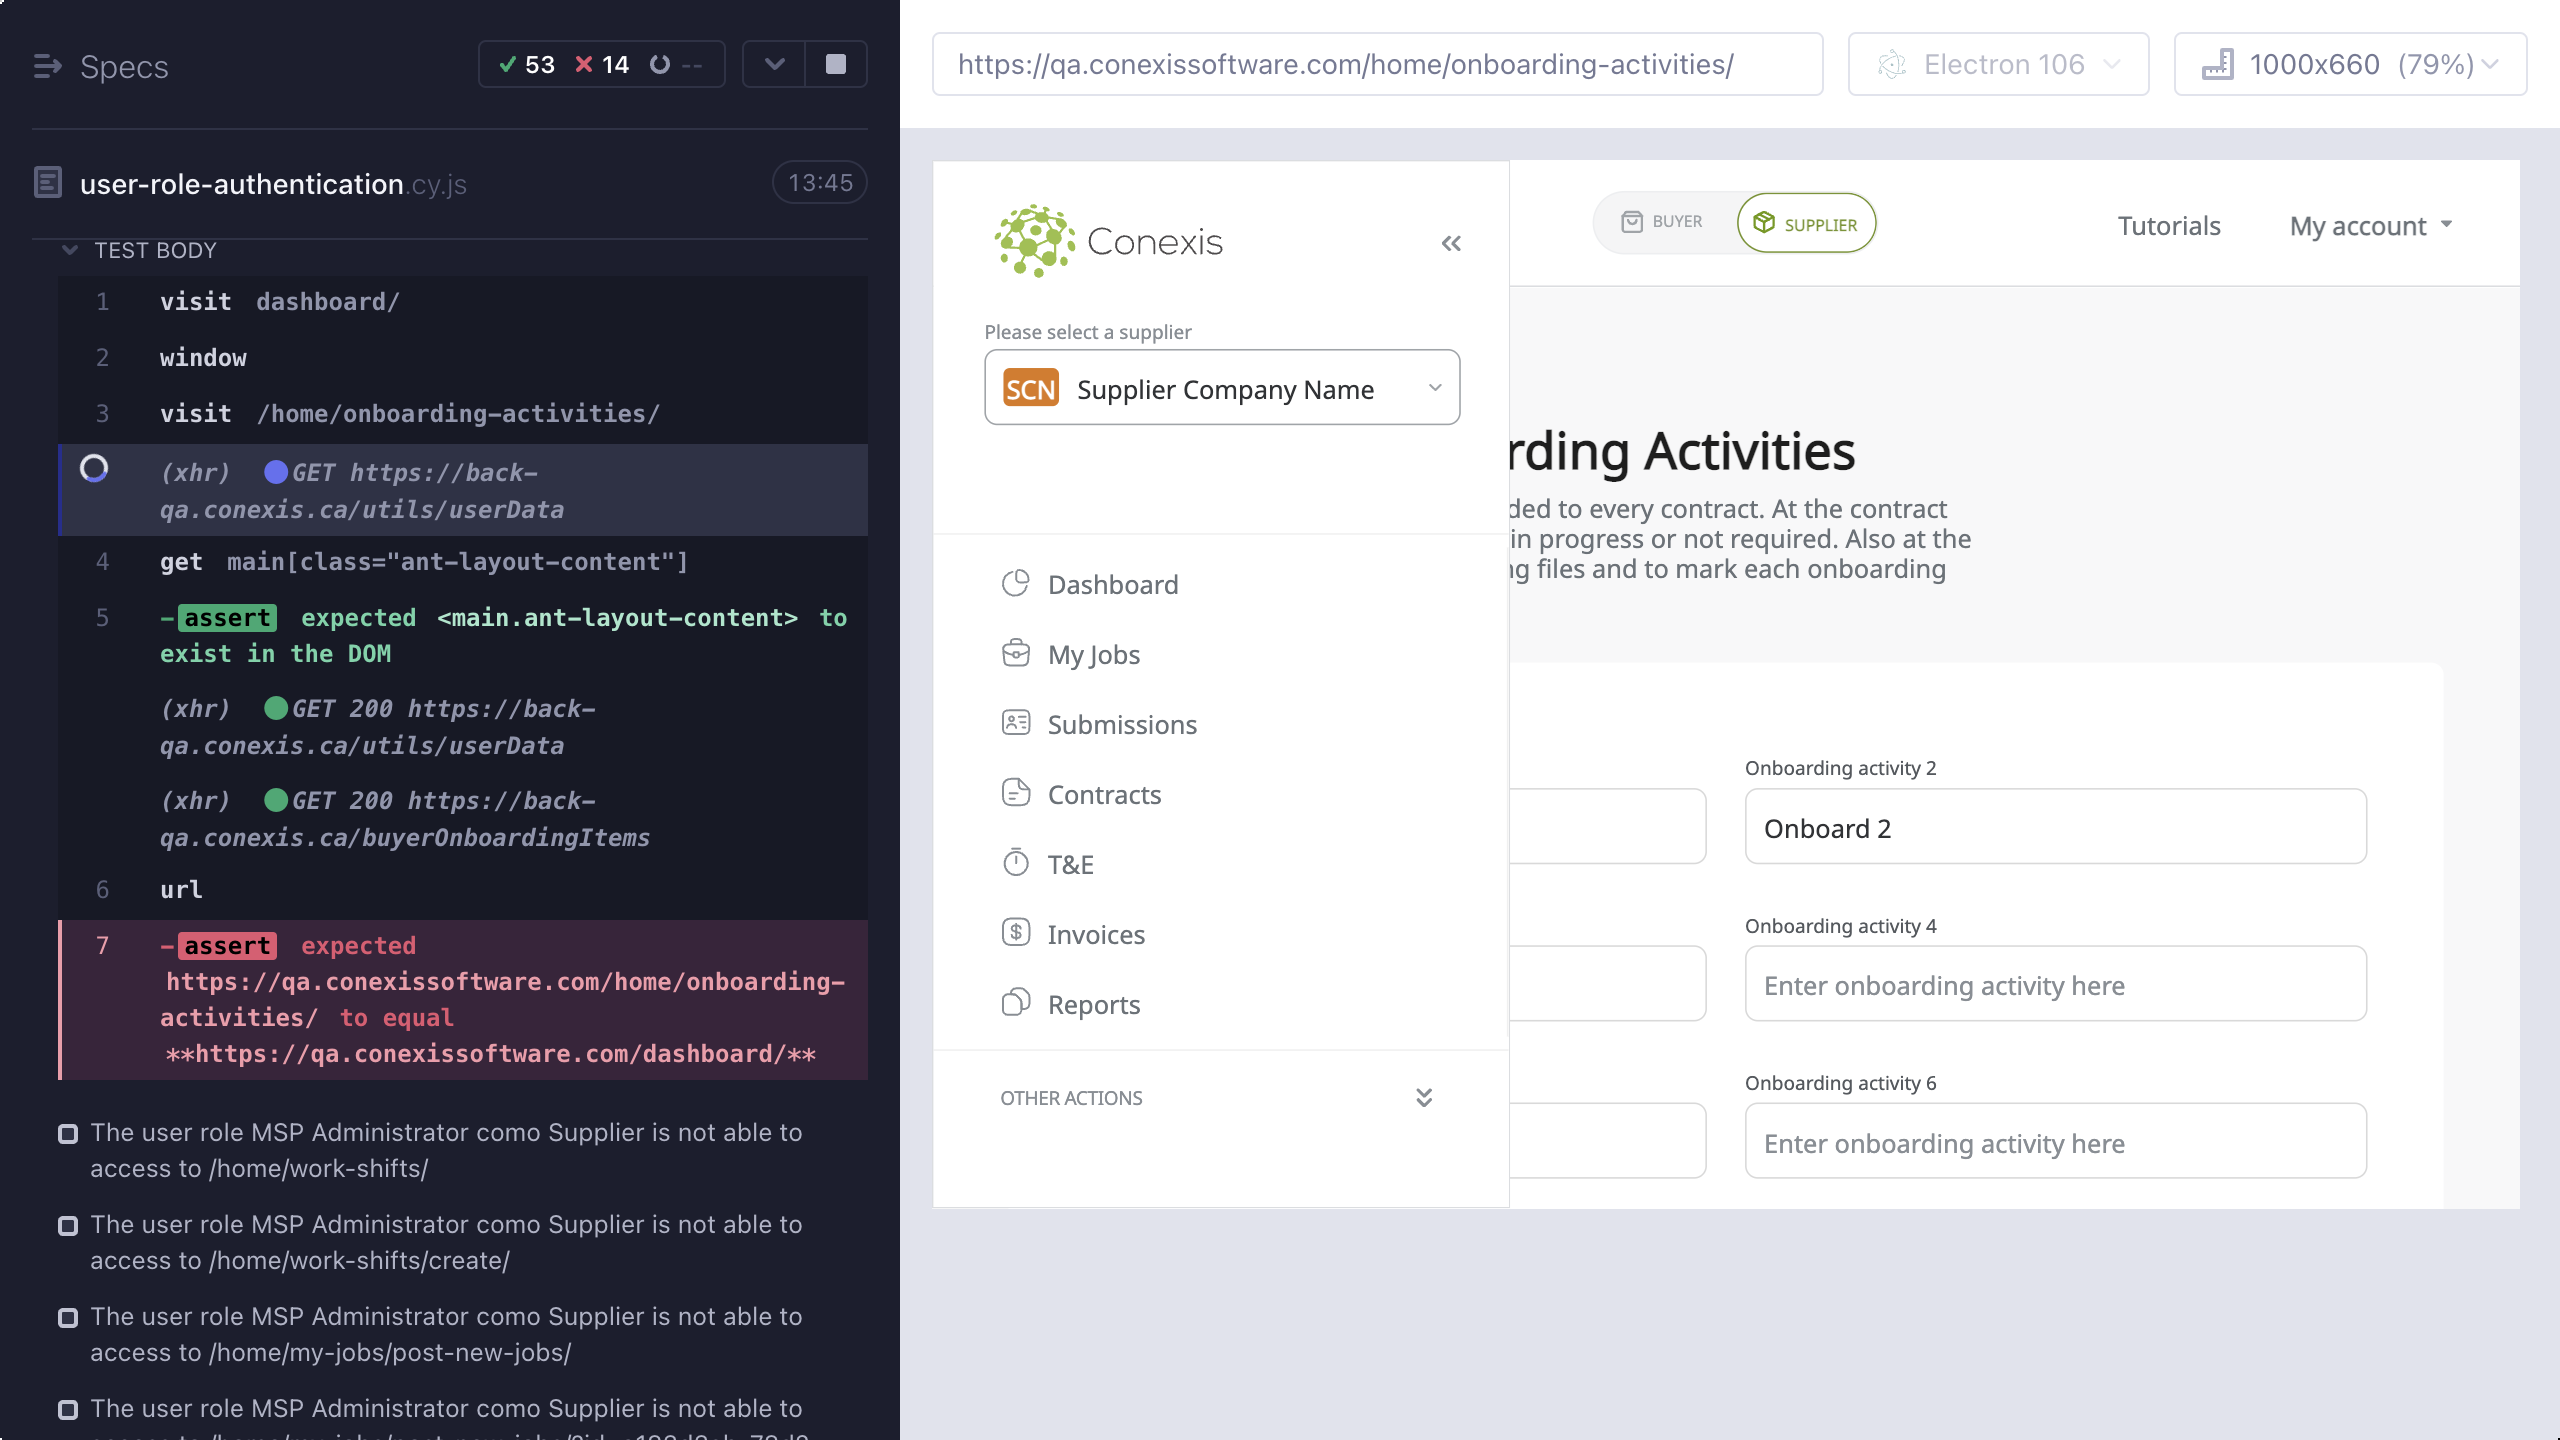 Specs
53 14 --
user-role-authentication.cy.js 13:45
TEST BODY
1 visit dashboard/
2 window
3 visit /home/onboarding-activities/
(xhr) GET https://back-
qa.conexis.ca/utils/userData
4 get main[class="ant-layout-content"]
5 -assert expected <main.ant-layout-content> to
exist in the DOM
(xhr) GET 200 https://back-
qa.conexis.ca/utils/userData
(xhr) GET 200 https://back-
qa.conexis.ca/buyerOnboardingItems
6 url
7 -assert expected
https://qa.conexissoftware.com/home/onboarding-
activities/ to equal
**https://qa.conexissoftware.com/dashboard/**
The user role MSP Administrator como Supplier is not able to
access to /home/work-shifts/
The user role MSP Administrator como Supplier is not able to
access to /home/work-shifts/create/
The user role MSP Administrator como Supplier is not able to
access to /home/my-jobs/post-new-jobs/
The user role MSP Administrator como Supplier is not able to
https://qa.conexissoftware.com/home/onboarding-activities/
Electron 106
1000x660 (79%)
Conexis
Please select a supplier
SCN Supplier Company Name
Dashboard
My Jobs
Submissions
Contracts
T&E
Invoices
Reports
OTHER ACTIONS
BUYER
SUPPLIER
Tutorials
My account
rding Activities
ded to every contract. At the contract
in progress or not required. Also at the
ng files and to mark each onboarding
Onboarding activity 2
Onboard 2
Onboarding activity 4
Enter onboarding activity here
Onboarding activity 6
Enter onboarding activity here